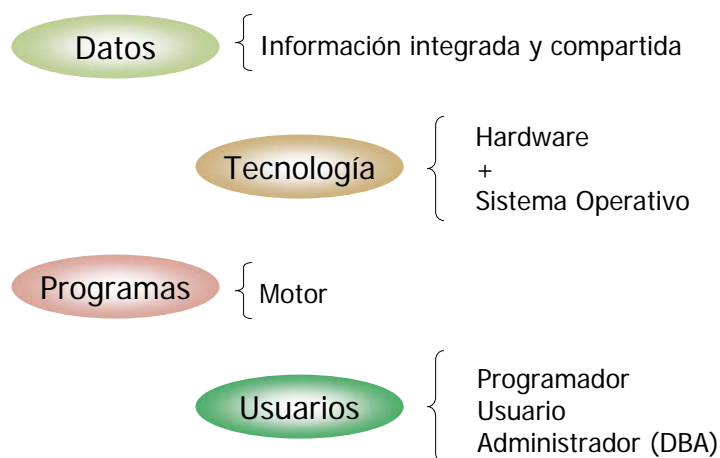 Datos
Información integrada y compartida
Tecnología
Hardware
+
Sistema Operativo
Programas
Motor
Usuarios
Programador
Usuario
Administrador (DBA)